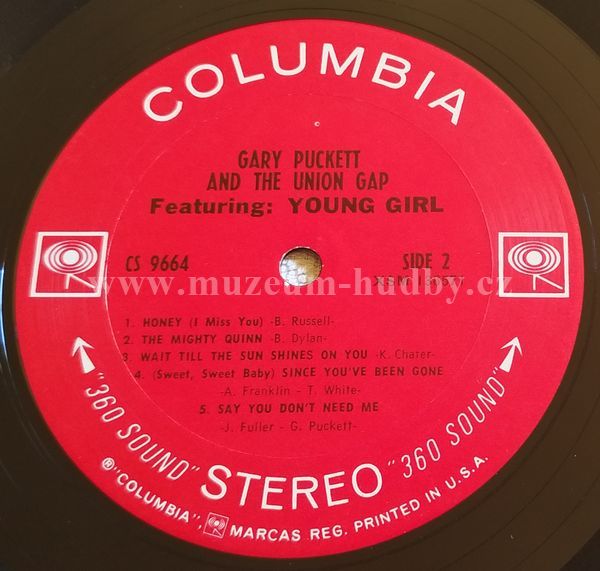 COLUMBIA
GARY PUCKETT
AND THE UNION GAP
Featuring: YOUNG GIRL
CS 9664
SIDE 2
XSM
www.muzeum-hudby.cz
1. HONEY (I Miss You) -B. Russell-
2. THE MIGHTY QUINN -B. Dylan-
3. WAIT TILL THE SUN SHINES ON YOU -K. Chater-
4. (Sweet, Sweet Baby) SINCE YOU'VE BEEN GONE
-A. Franklin - T. White-
5. SAY YOU DON'T NEED ME
-J. Fuller - G. Puckett-
"360 SOUND" STEREO "360 SOUND"
® "COLUMBIA", MARCAS REG. PRINTED IN U.S.A.